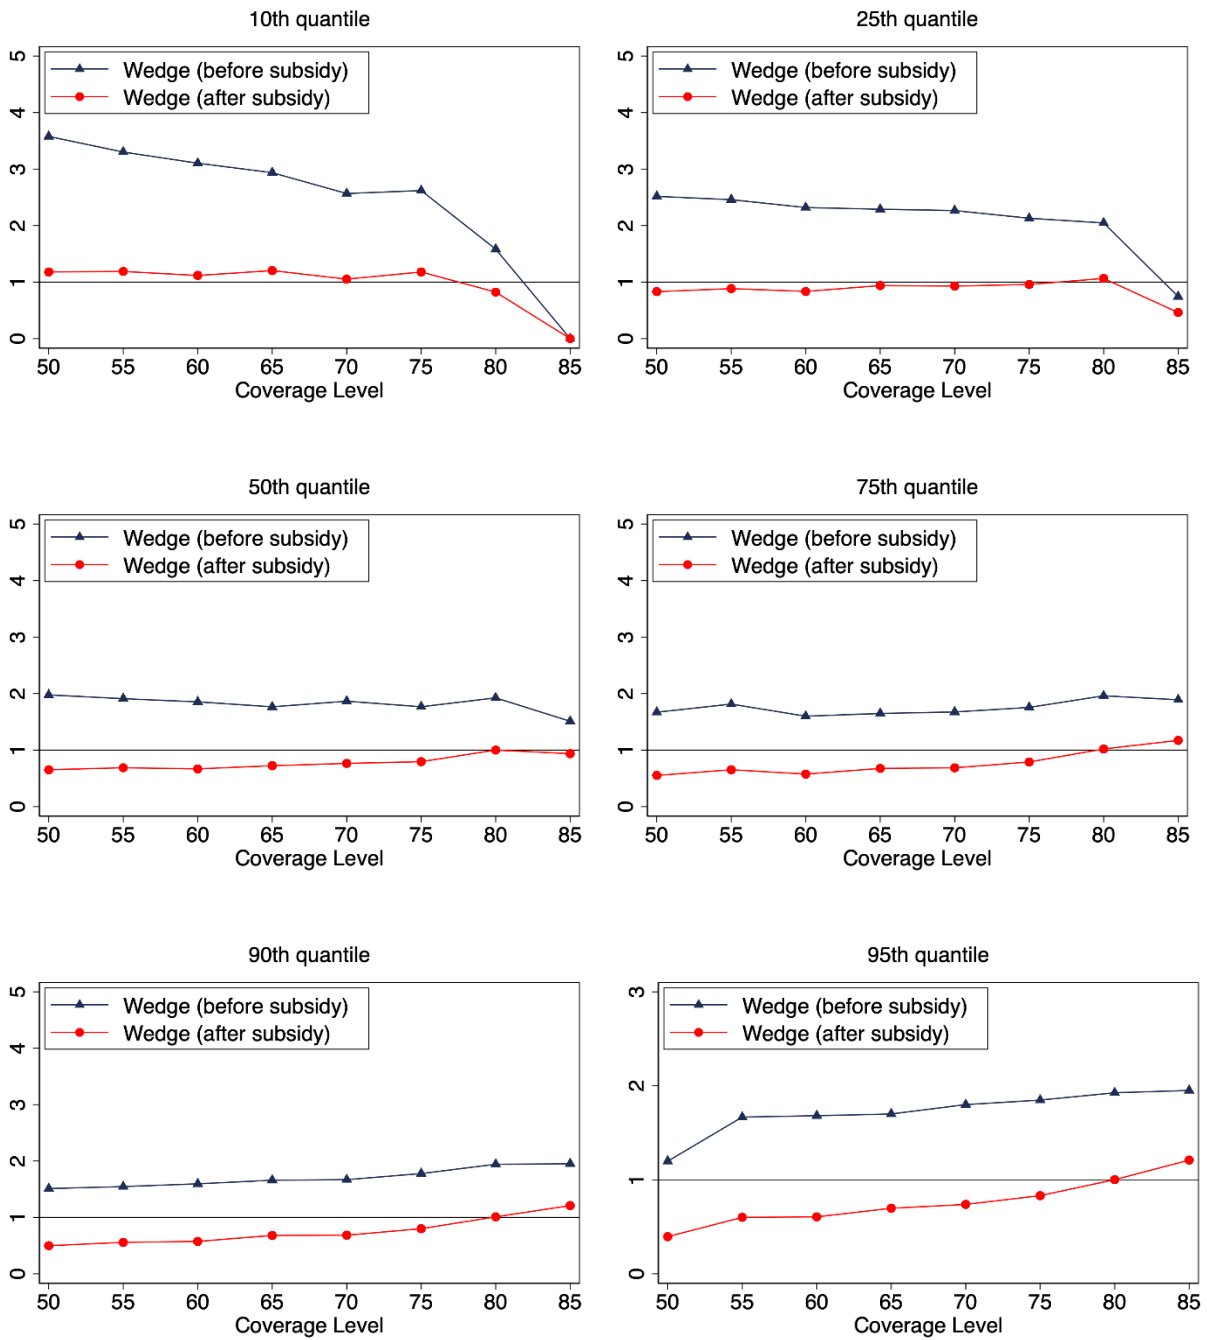 10th quantile
5
4
3
2
1
0
Wedge (before subsidy)
Wedge (after subsidy)
50 55 60 65 70 75 80 85
Coverage Level
25th quantile
5
4
3
2
1
0
Wedge (before subsidy)
Wedge (after subsidy)
50 55 60 65 70 75 80 85
Coverage Level
50th quantile
5
4
3
2
1
0
Wedge (before subsidy)
Wedge (after subsidy)
50 55 60 65 70 75 80 85
Coverage Level
75th quantile
5
4
3
2
1
0
Wedge (before subsidy)
Wedge (after subsidy)
50 55 60 65 70 75 80 85
Coverage Level
90th quantile
5
4
3
2
1
0
Wedge (before subsidy)
Wedge (after subsidy)
50 55 60 65 70 75 80 85
Coverage Level
95th quantile
3
2
1
0
Wedge (before subsidy)
Wedge (after subsidy)
50 55 60 65 70 75 80 85
Coverage Level